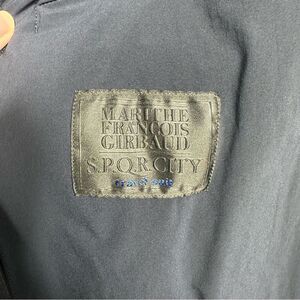 MARITHE
FRANCOIS
GIRBAUD
S.P.Q.R.CITY